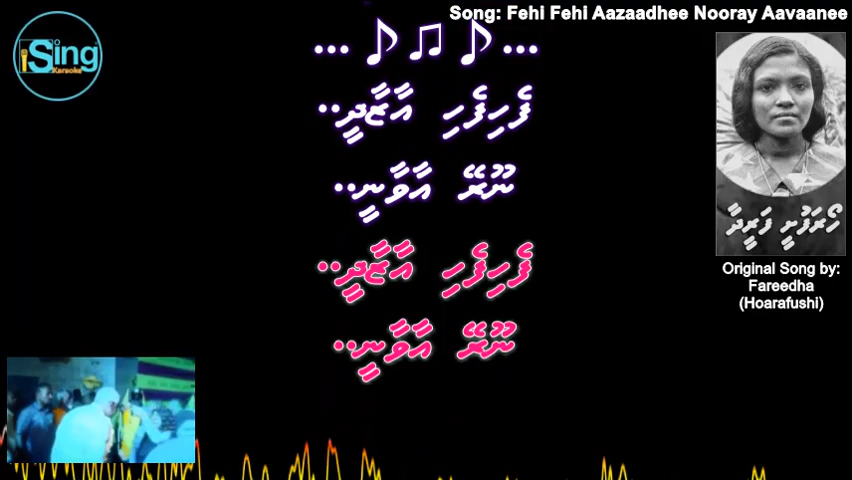 Song: Fehi Fehi Aazaadhee Nooray Aavaanee
iSing
Karaoke
... ♪ ♫ ♪ ...
ފެހިފެހި އާޒާދީ..
ނޫރޭ އާވާނީ..
ފެހިފެހި އާޒާދީ..
ނޫރޭ އާވާނީ..
ހޯރަފުށީ ފަރީދާ
Original Song by:
Fareedha
(Hoarafushi)